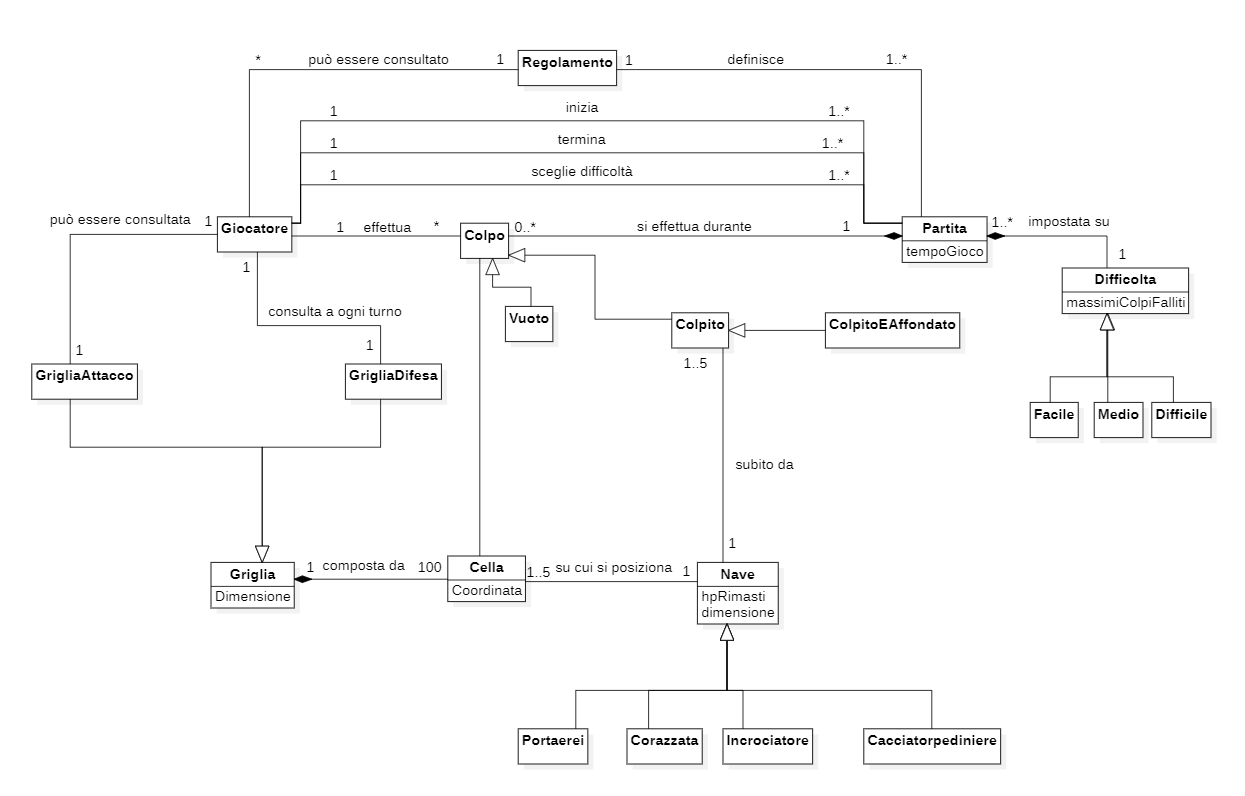 * può essere consultato 1 Regolamento 1 definisce 1..*
1 inizia 1..*
1 termina 1..*
1 sceglie difficoltà 1..*
può essere consultata 1 Giocatore 1 effettua * Colpo 0..* si effettua durante 1 Partita 1..* impostata su
tempoGioco
1 1
Difficolta
massimiColpiFalliti
consulta a ogni turno
Vuoto Colpito ColpitoEAffondato
1 1 1..5
GrigliaAttacco GrigliaDifesa
Facile Medio Difficile
subito da
1
Griglia 1 composta da 100 Cella 1..5 su cui si posiziona 1 Nave
Dimensione Coordinata hpRimasti
dimensione
Portaerei Corazzata Incrociatore Cacciatorpediniere